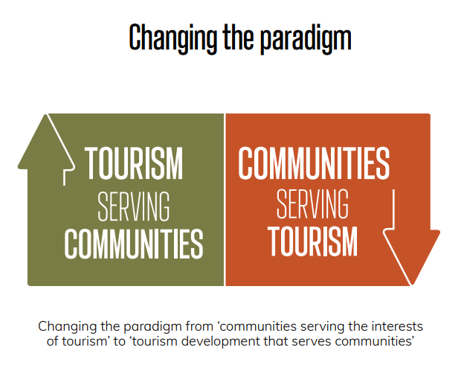 Changing the paradigm
TOURISM
SERVING
COMMUNITIES
COMMUNITIES
SERVING
TOURISM
Changing the paradigm from ‘communities serving the interests
of tourism’ to ‘tourism development that serves communities’